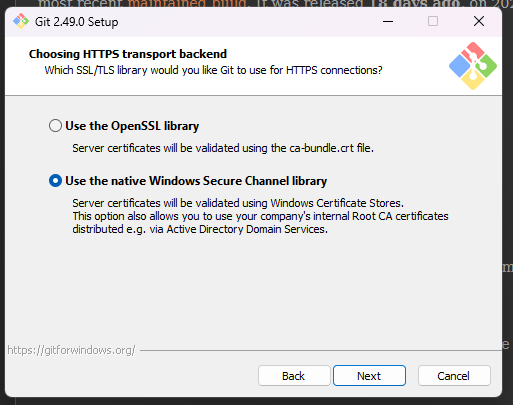 most recent maintained build. It was released 18 days ago, on 202
Git 2.49.0 Setup
Choosing HTTPS transport backend
Which SSL/TLS library would you like Git to use for HTTPS connections?
Use the OpenSSL library
Server certificates will be validated using the ca-bundle.crt file.
Use the native Windows Secure Channel library
Server certificates will be validated using Windows Certificate Stores.
This option also allows you to use your company's internal Root CA certificates
distributed e.g. via Active Directory Domain Services.
m
https://gitforwindows.org/
e
Back Next Cancel